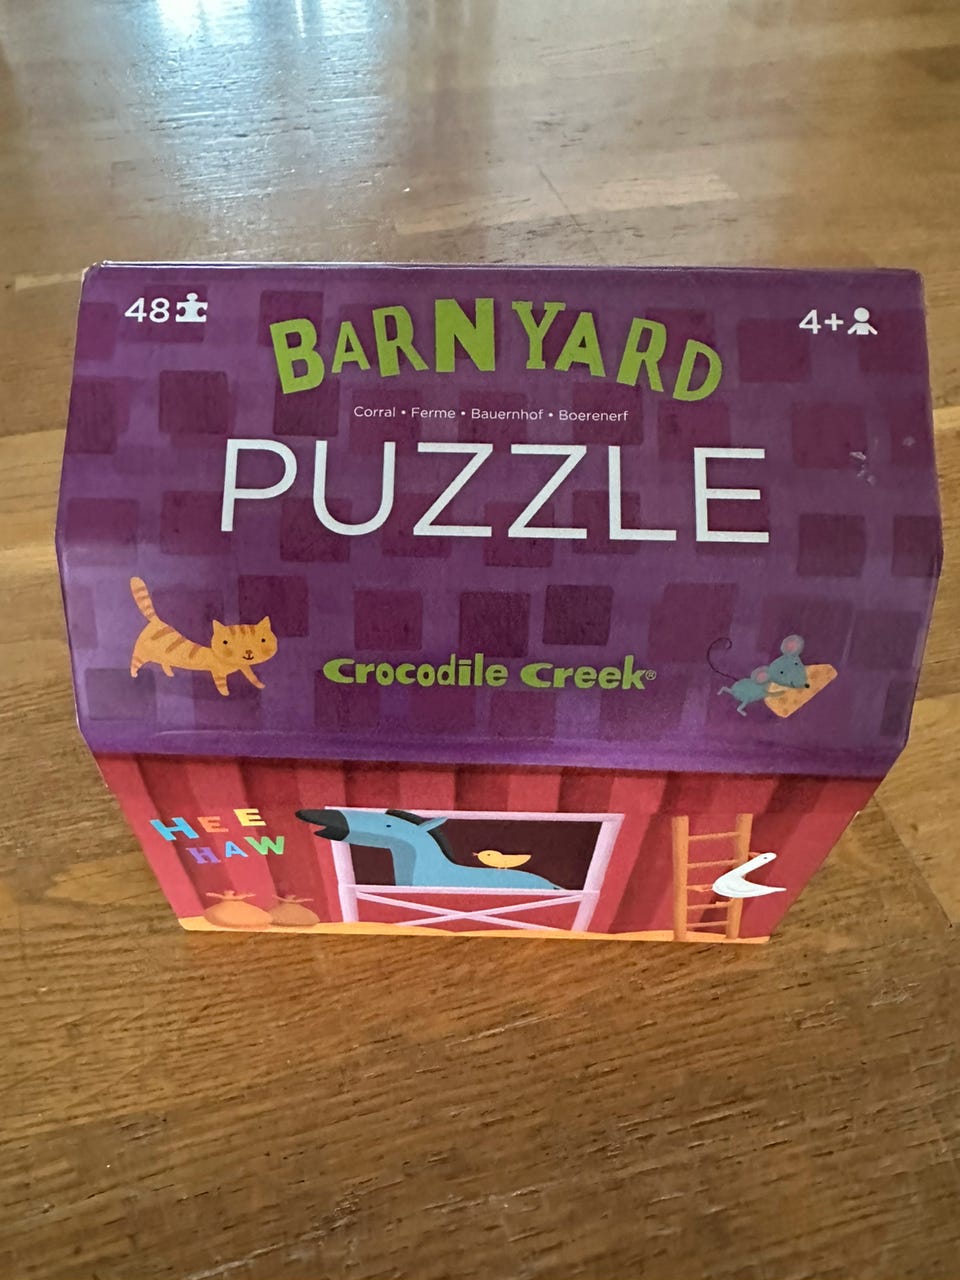 48
4+
BARNYARD
Corral • Ferme • Bauernhof • Boerenerf
PUZZLE
Crocodile Creek®
HEE
HAW